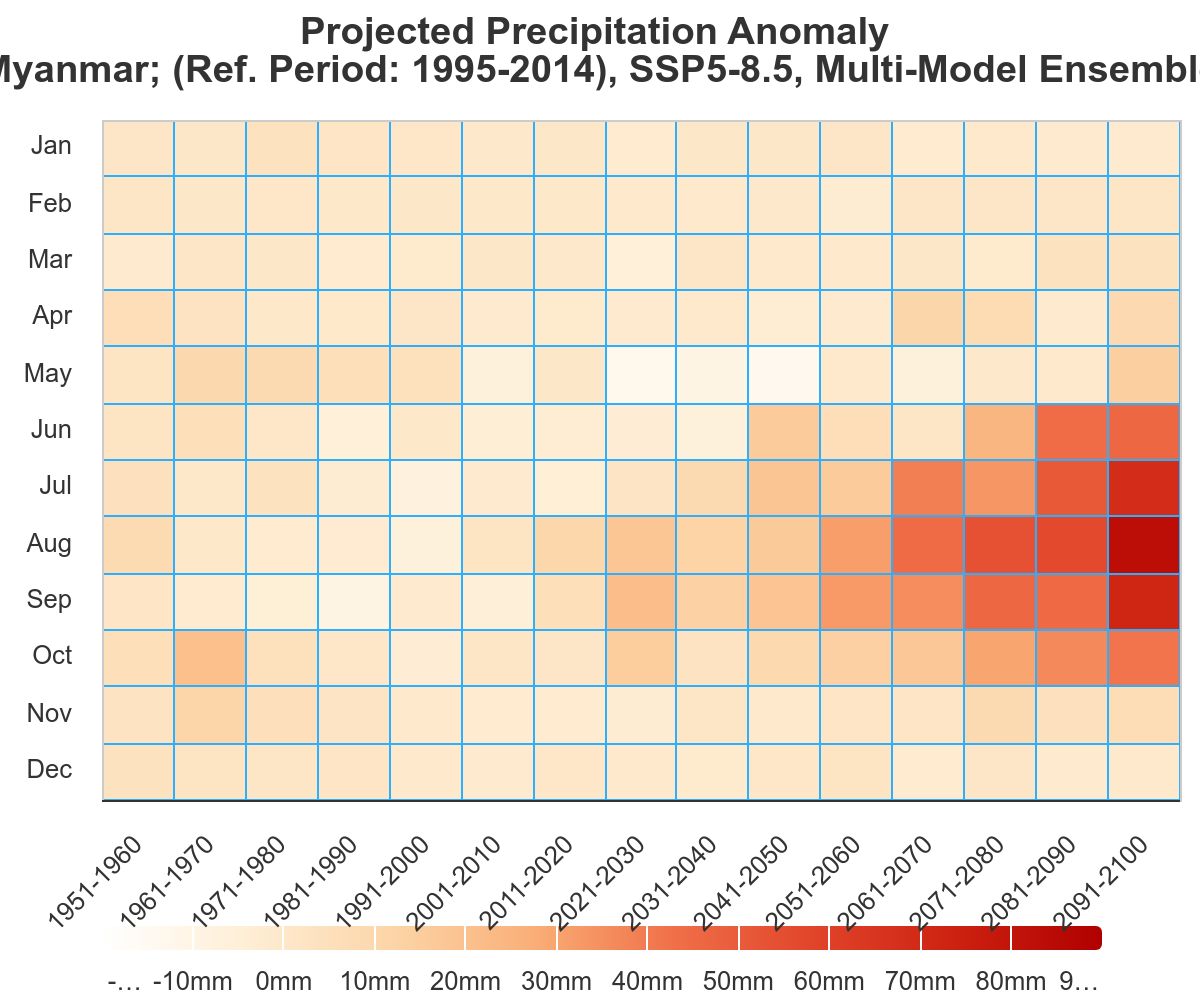 Projected Precipitation Anomaly
Myanmar; (Ref. Period: 1995-2014), SSP5-8.5, Multi-Model Ensembl
Jan
Feb
Mar
Apr
May
Jun
Jul
Aug
Sep
Oct
Nov
Dec
1951-1960
1961-1970
1971-1980
1981-1990
1991-2000
2001-2010
2011-2020
2021-2030
2031-2040
2041-2050
2051-2060
2061-2070
2071-2080
2081-2090
2091-2100
-… -10mm 0mm 10mm 20mm 30mm 40mm 50mm 60mm 70mm 80mm 9…